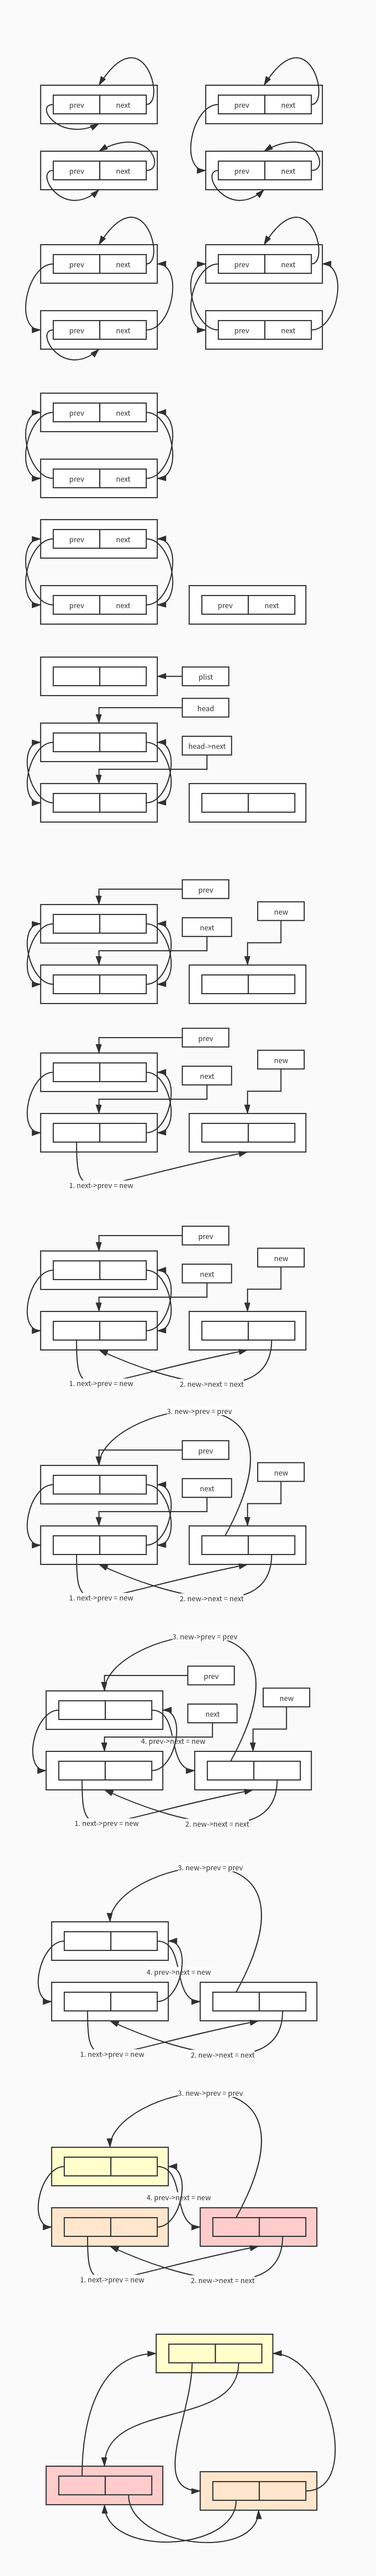 prev next prev next
prev next prev next
prev next prev next
prev next prev next
prev next
prev next
prev next
prev next prev next
plist
head
head->next
prev
new
next
prev
new
next
1. next->prev = new
prev
new
next
1. next->prev = new 2. new->next = next
3. new->prev = prev
prev
new
next
1. next->prev = new 2. new->next = next
3. new->prev = prev
prev
new
next
4. prev->next = new
1. next->prev = new 2. new->next = next
3. new->prev = prev
4. prev->next = new
1. next->prev = new 2. new->next = next
3. new->prev = prev
4. prev->next = new
1. next->prev = new 2. new->next = next